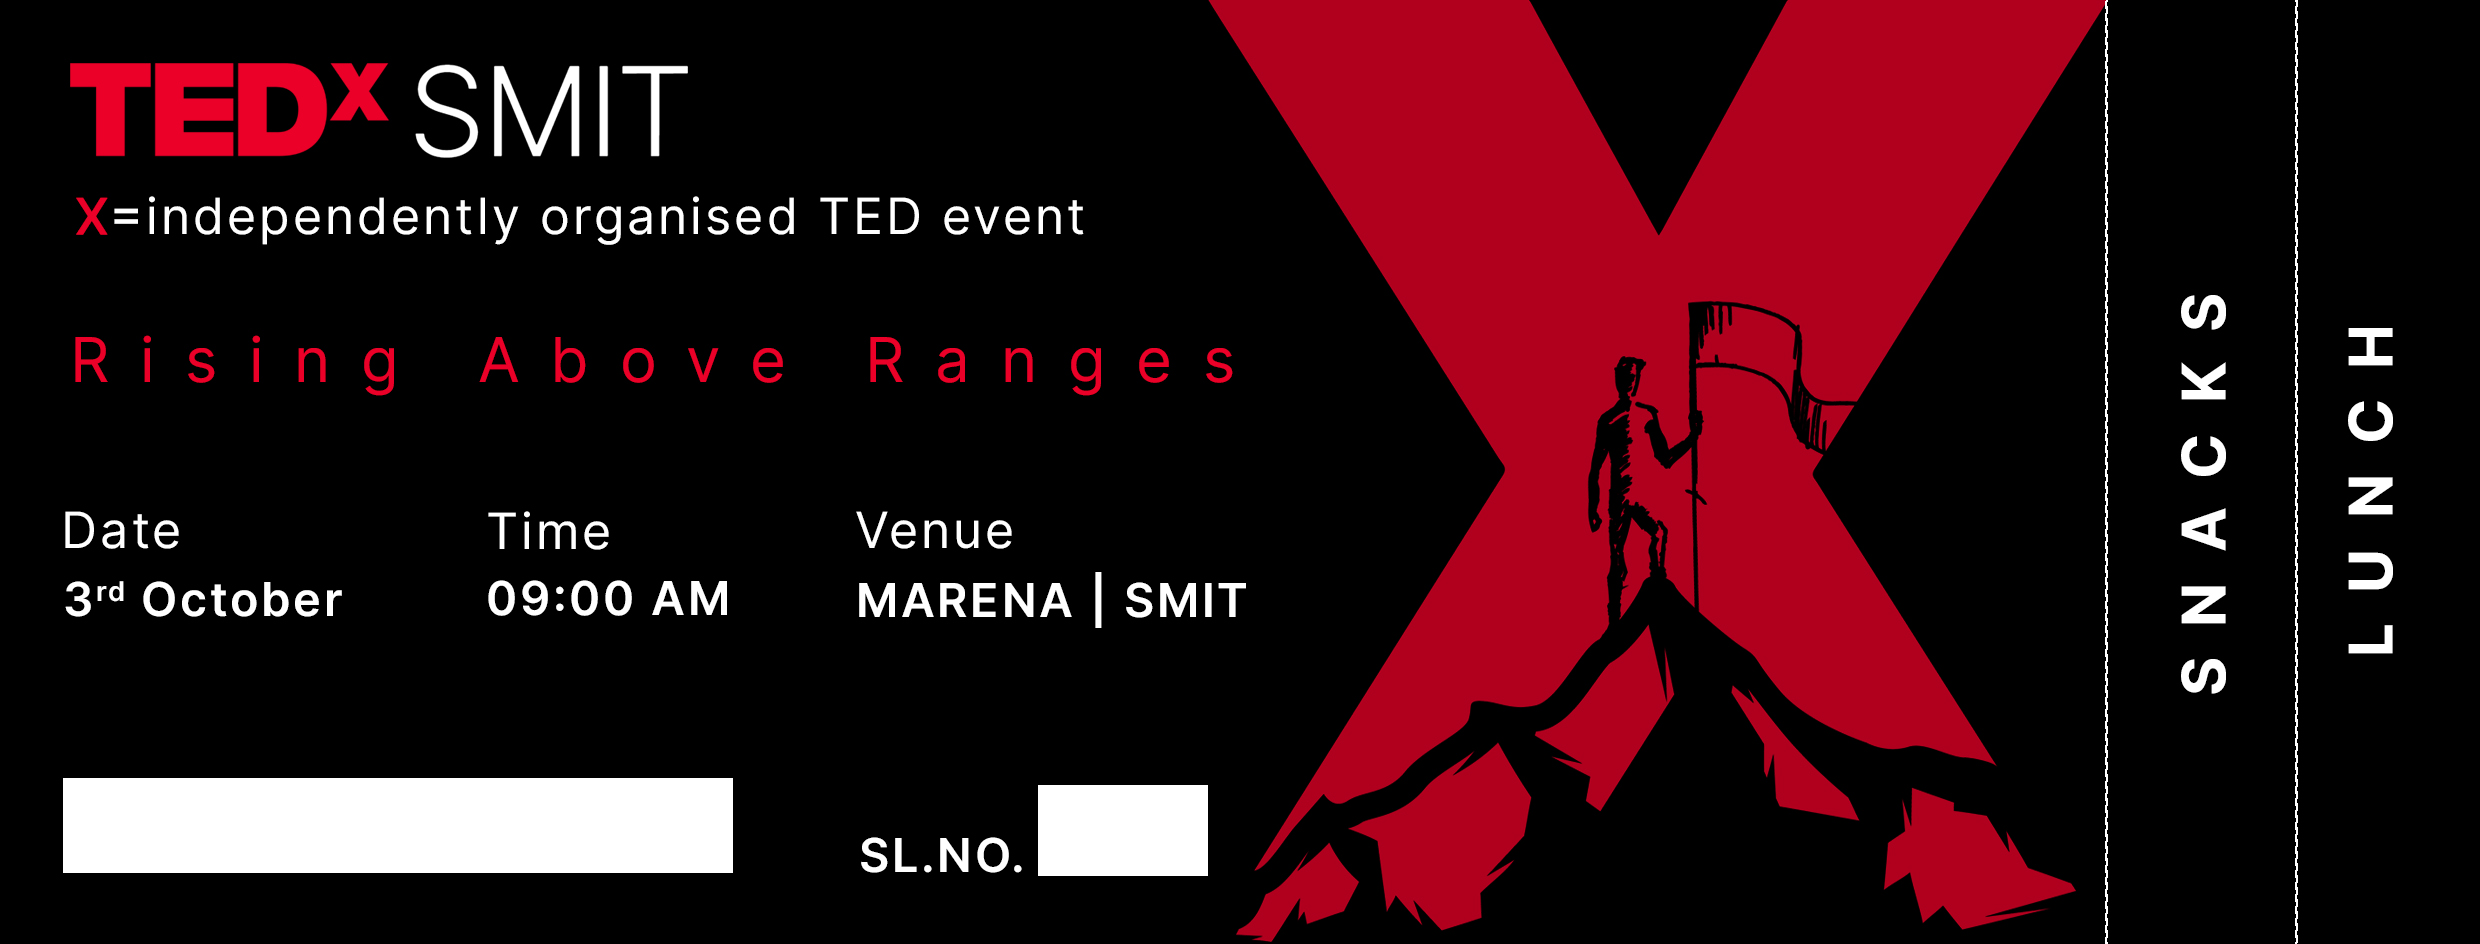 TEDx SMIT
X=independently organised TED event
Rising Above Ranges
Date
3rd October
Time
09:00 AM
Venue
MARENA | SMIT
SL.NO.
SNACKS
LUNCH